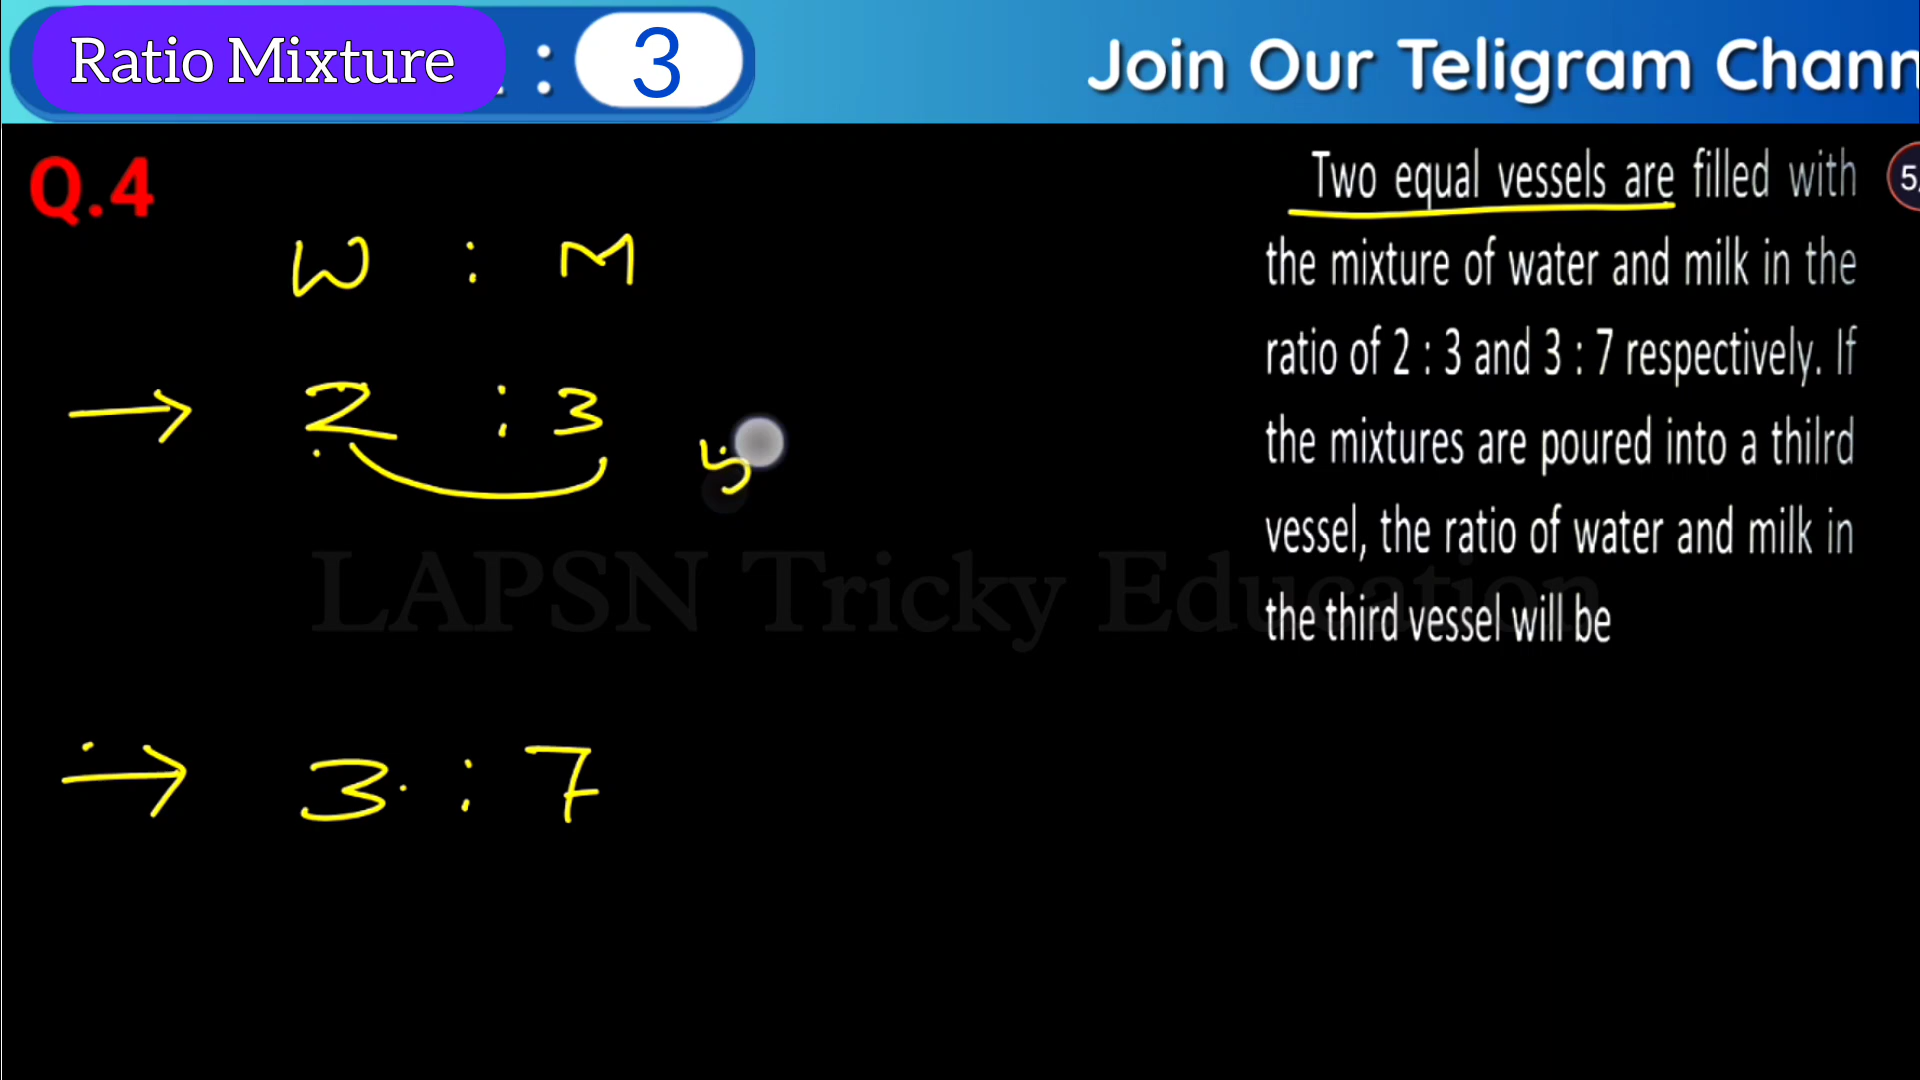 Ratio Mixture : 3
Join Our Teligram Chann
Q.4
Two equal vessels are filled with
the mixture of water and milk in the
ratio of 2 : 3 and 3 : 7 respectively. If
the mixtures are poured into a thilrd
vessel, the ratio of water and milk in
the third vessel will be
5
W : M
→ 2 : 3
5
LAPSN Tricky Education
→ 3 : 7